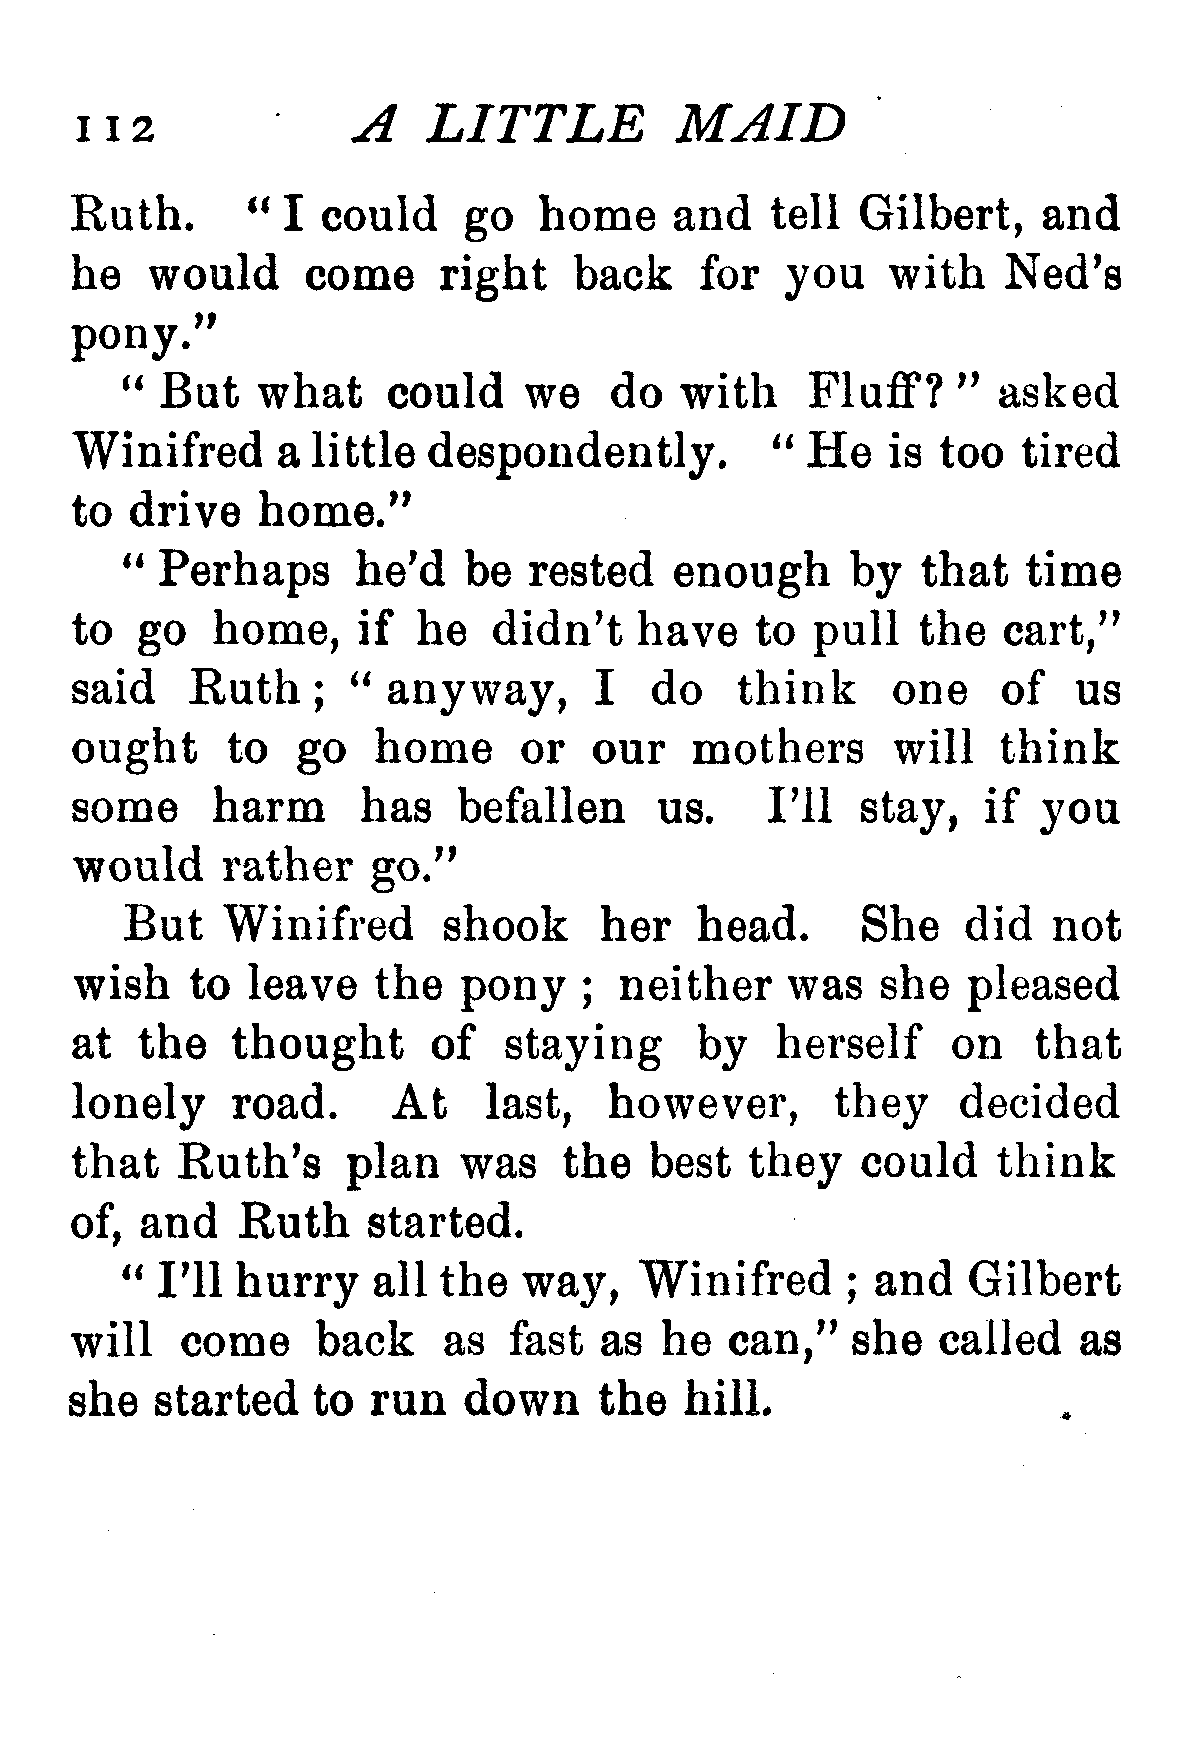 112 A LITTLE MAID
Ruth. “I could go home and tell Gilbert, and
he would come right back for you with Ned’s
pony.”
“But what could we do with Fluff?” asked
Winifred a little despondently. “He is too tired
to drive home.”
“Perhaps he’d be rested enough by that time
to go home, if he didn’t have to pull the cart,”
said Ruth; “anyway, I do think one of us
ought to go home or our mothers will think
some harm has befallen us. I’ll stay, if you
would rather go.”
But Winifred shook her head. She did not
wish to leave the pony; neither was she pleased
at the thought of staying by herself on that
lonely road. At last, however, they decided
that Ruth’s plan was the best they could think
of, and Ruth started.
“I’ll hurry all the way, Winifred; and Gilbert
will come back as fast as he can,” she called as
she started to run down the hill.